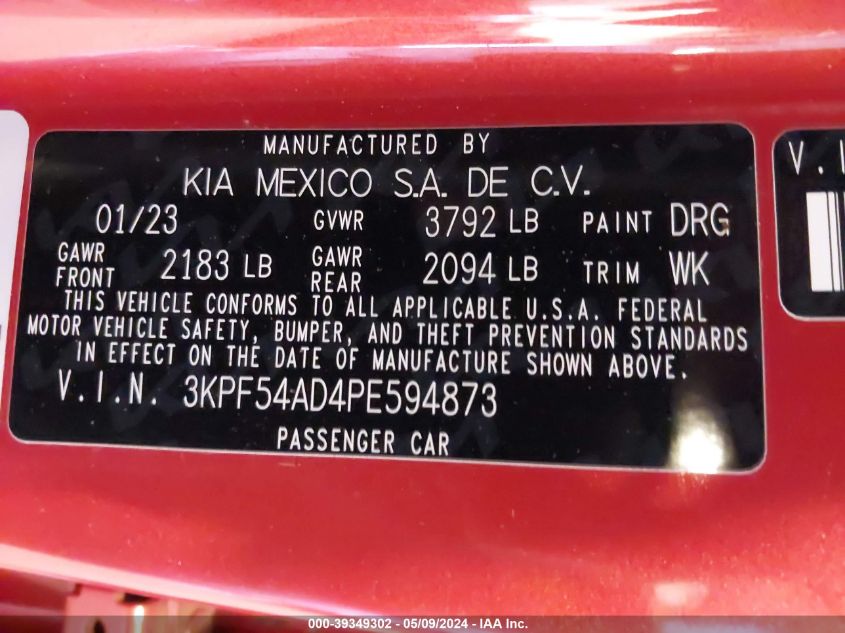 MANUFACTURED BY
KIA MEXICO S.A. DE C.V.
01/23 GVWR 3792 LB PAINT DRG
GAWR FRONT 2183 LB GAWR REAR 2094 LB TRIM WK
THIS VEHICLE CONFORMS TO ALL APPLICABLE U.S.A. FEDERAL
MOTOR VEHICLE SAFETY, BUMPER, AND THEFT PREVENTION STANDARDS
IN EFFECT ON THE DATE OF MANUFACTURE SHOWN ABOVE.
V.I.N. 3KPF54AD4PE594873
PASSENGER CAR
V.I
000-39349302 - 05/09/2024 - IAA Inc.